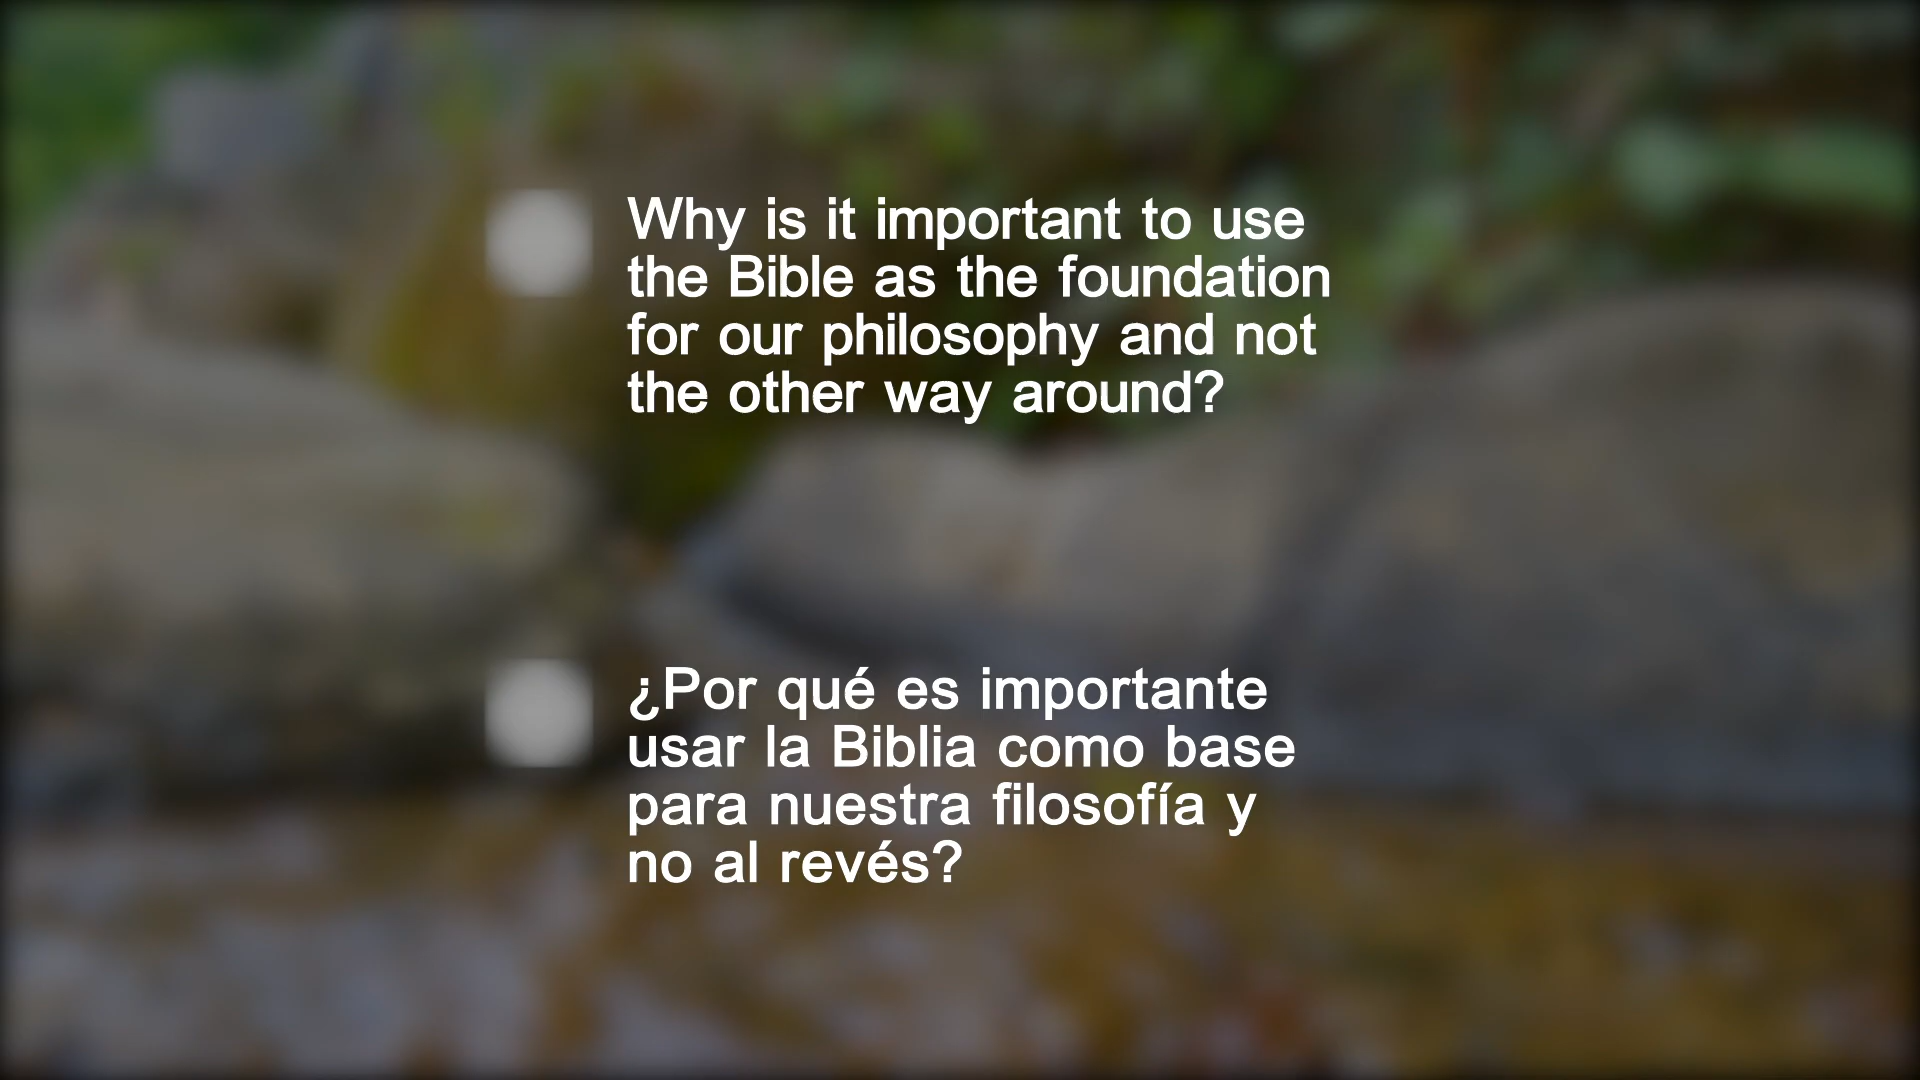 Why is it important to use
the Bible as the foundation
for our philosophy and not
the other way around?
¿Por qué es importante
usar la Biblia como base
para nuestra filosofía y
no al revés?